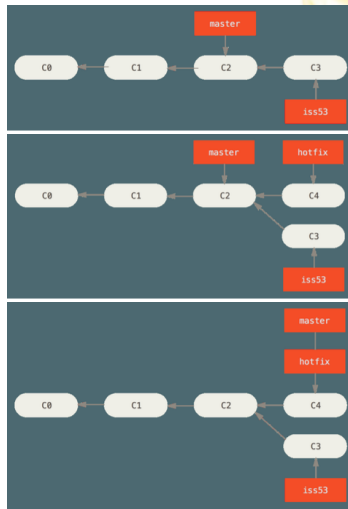 master
C0 C1 C2 C3
iss53
master hotfix
C0 C1 C2 C4
C3
iss53
master
hotfix
C0 C1 C2 C4
C3
iss53